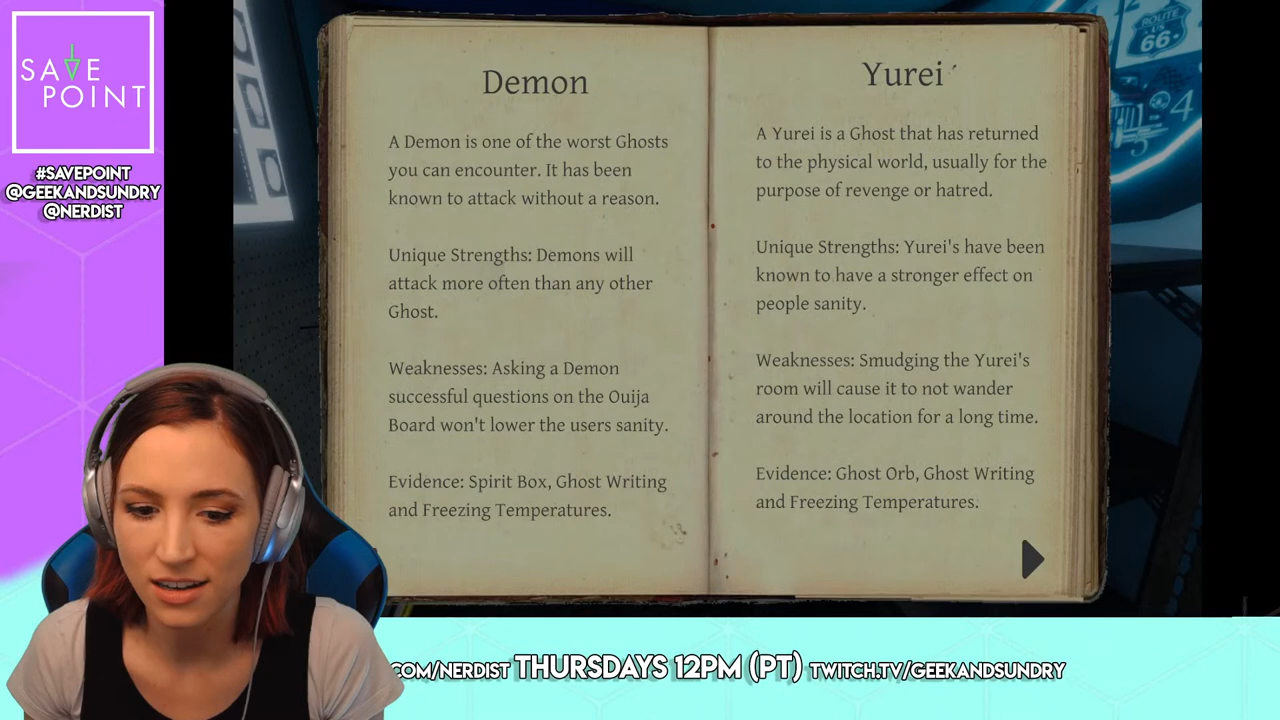 SAVE
POINT
#SAVEPOINT
@GEEKANDSUNDRY
@NERDIST
Demon
A Demon is one of the worst Ghosts
you can encounter. It has been
known to attack without a reason.
Unique Strengths: Demons will
attack more often than any other
Ghost.
Weaknesses: Asking a Demon
successful questions on the Ouija
Board won't lower the users sanity.
Evidence: Spirit Box, Ghost Writing
and Freezing Temperatures.
Yurei
A Yurei is a Ghost that has returned
to the physical world, usually for the
purpose of revenge or hatred.
Unique Strengths: Yurei's have been
known to have a stronger effect on
people sanity.
Weaknesses: Smudging the Yurei's
room will cause it to not wander
around the location for a long time.
Evidence: Ghost Orb, Ghost Writing
and Freezing Temperatures.
ROUTE
US
66
4
.COM/NERDIST THURSDAYS 12PM (PT) TWITCH.TV/GEEKANDSUNDRY